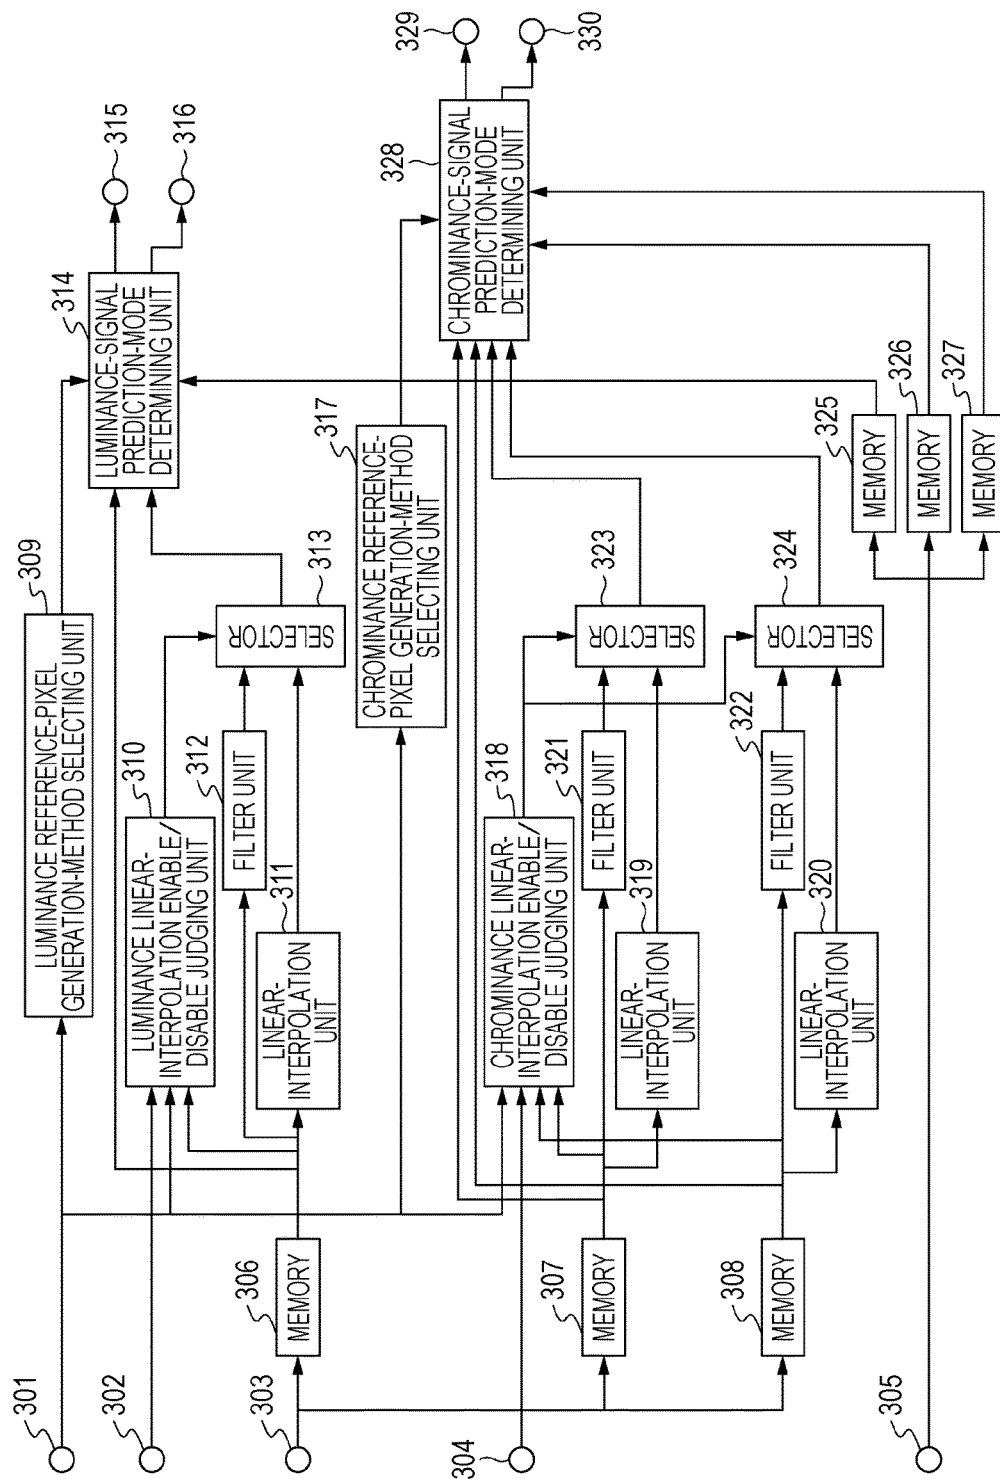 301
302
303
304
305
MEMORY
306
MEMORY
307
MEMORY
308
LUMINANCE REFERENCE-PIXEL
GENERATION-METHOD SELECTING UNIT
309
LUMINANCE LINEAR-
INTERPOLATION ENABLE/
DISABLE JUDGING UNIT
310
LINEAR-
INTERPOLATION
UNIT
311
FILTER UNIT
312
SELECTOR
313
LUMINANCE-SIGNAL
PREDICTION-MODE
DETERMINING UNIT
314
315
316
CHROMINANCE REFERENCE-
PIXEL GENERATION-METHOD
SELECTING UNIT
317
CHROMINANCE LINEAR-
INTERPOLATION ENABLE/
DISABLE JUDGING UNIT
318
LINEAR-
INTERPOLATION
UNIT
319
LINEAR-
INTERPOLATION
UNIT
320
FILTER UNIT
321
FILTER UNIT
322
SELECTOR
323
SELECTOR
324
MEMORY
325
MEMORY
326
MEMORY
327
CHROMINANCE-SIGNAL
PREDICTION-MODE
DETERMINING UNIT
328
329
330